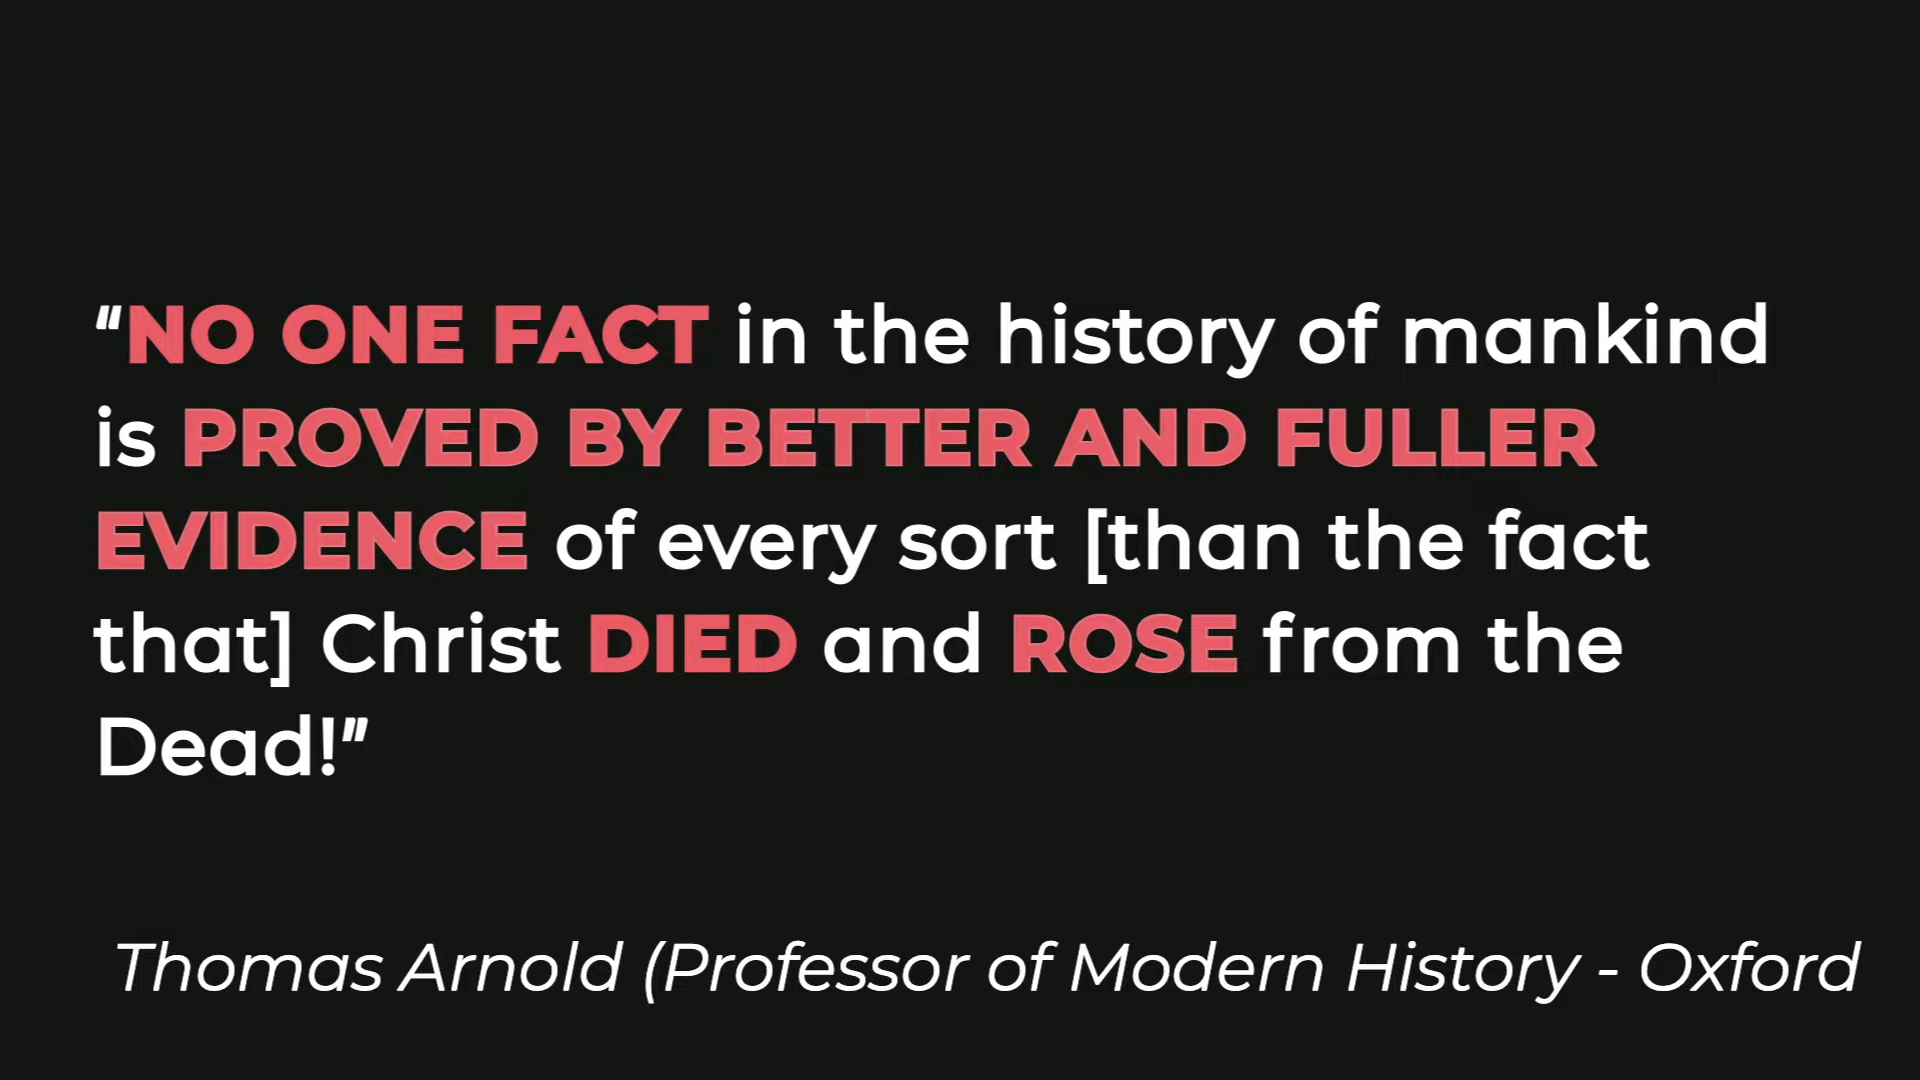 “NO ONE FACT in the history of mankind
is PROVED BY BETTER AND FULLER
EVIDENCE of every sort [than the fact
that] Christ DIED and ROSE from the
Dead!”
Thomas Arnold (Professor of Modern History - Oxford